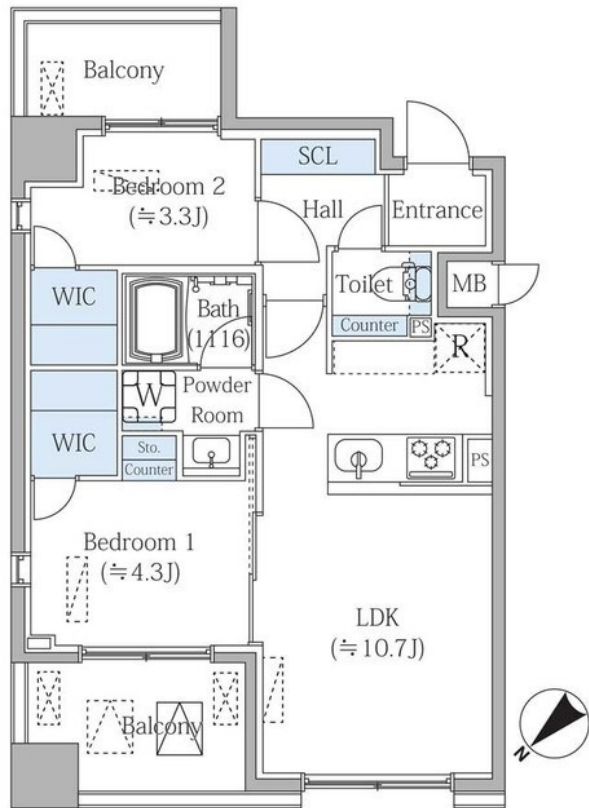 Balcony
SCL
Bedroom 2
(≒3.3J)
Hall
Entrance
WIC
Bath
(1116)
Toilet
MB
Counter
PS
R
W
Powder
Room
WIC
Sto.
Counter
PS
Bedroom 1
(≒4.3J)
LDK
(≒10.7J)
Balcony
N